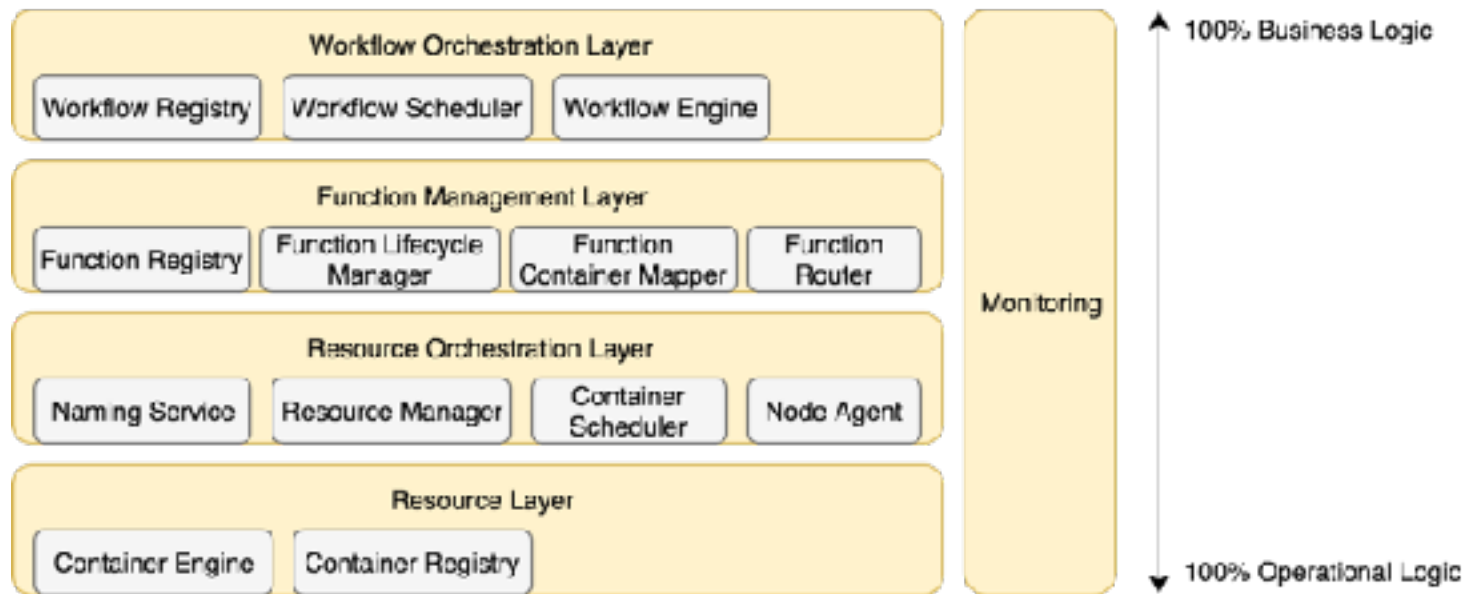 Workflow Orchestration Layer
Workflow Registry
Workflow Scheduler
Workflow Engine
Function Management Layer
Function Registry
Function Lifecycle
Manager
Function
Container Mapper
Function
Router
Resource Orchestration Layer
Naming Service
Resource Manager
Container
Scheduler
Node Agent
Resource Layer
Container Engine
Container Registry
Monitoring
100% Business Logic
100% Operational Logic